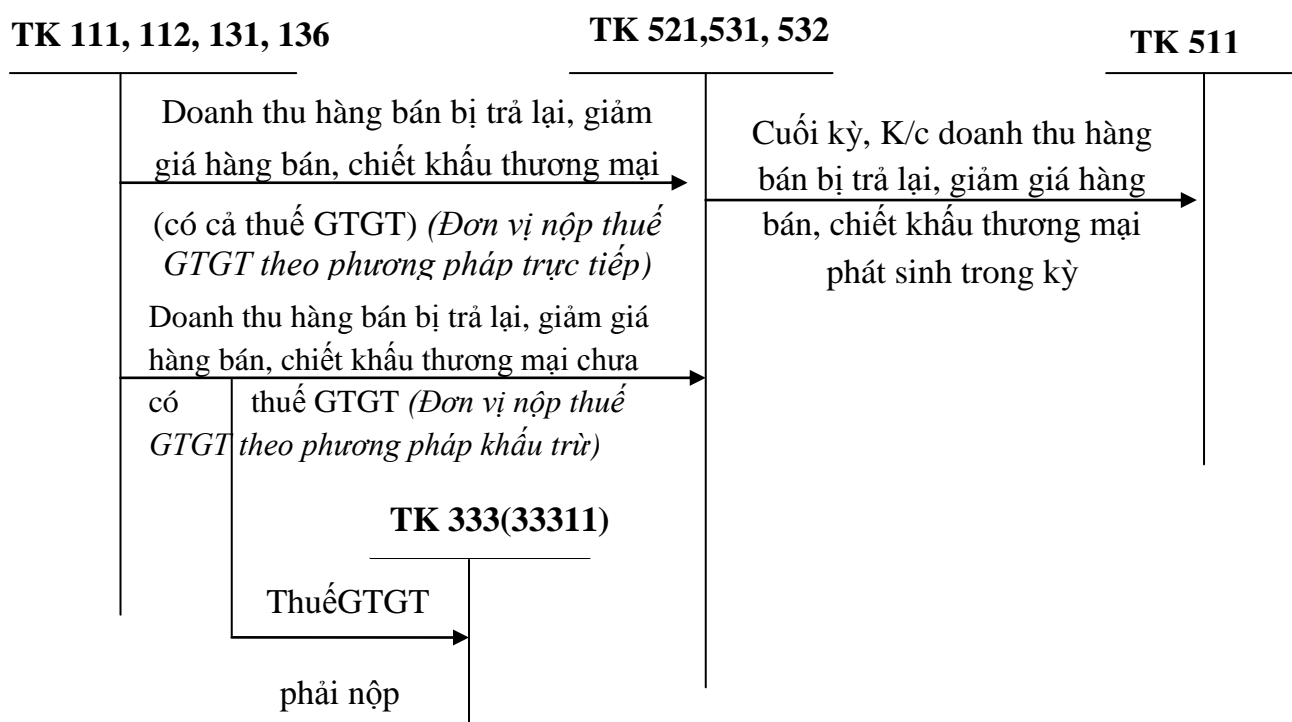 TK 111, 112, 131, 136
TK 521,531, 532
TK 511
Doanh thu hàng bán bị trả lại, giảm
giá hàng bán, chiết khấu thương mại
(có cả thuế GTGT) (Đơn vị nộp thuế
GTGT theo phương pháp trực tiếp)
Cuối kỳ, K/c doanh thu hàng
bán bị trả lại, giảm giá hàng
bán, chiết khấu thương mại
phát sinh trong kỳ
Doanh thu hàng bán bị trả lại, giảm giá
hàng bán, chiết khấu thương mại chưa
có thuế GTGT (Đơn vị nộp thuế
GTGT theo phương pháp khấu trừ)
TK 333(33311)
ThuếGTGT
phải nộp